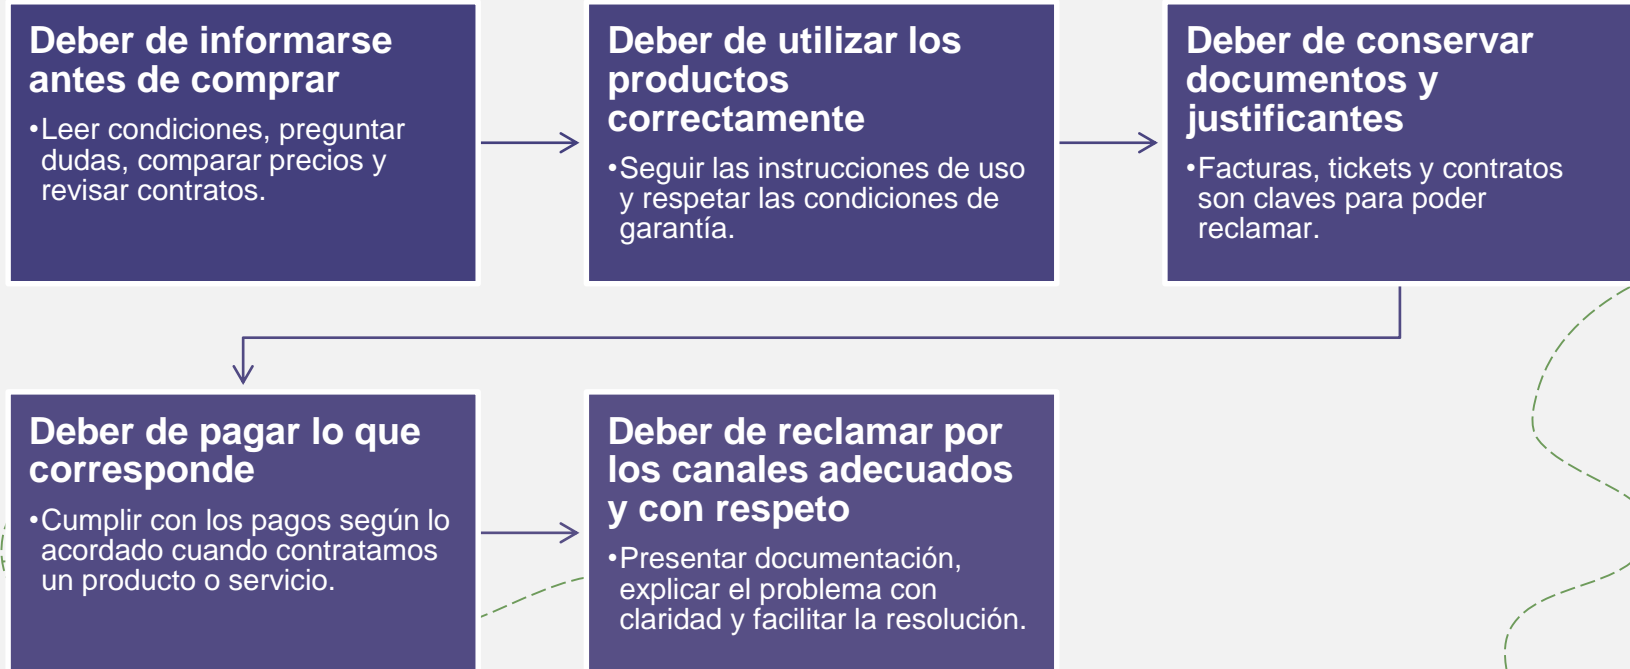 Deber de informarse
antes de comprar
•Leer condiciones, preguntar
dudas, comparar precios y
revisar contratos.
Deber de utilizar los
productos
correctamente
•Seguir las instrucciones de uso
y respetar las condiciones de
garantía.
Deber de conservar
documentos y
justificantes
•Facturas, tickets y contratos
son claves para poder
reclamar.
Deber de pagar lo que
corresponde
•Cumplir con los pagos según lo
acordado cuando contratamos
un producto o servicio.
Deber de reclamar por
los canales adecuados
y con respeto
•Presentar documentación,
explicar el problema con
claridad y facilitar la resolución.